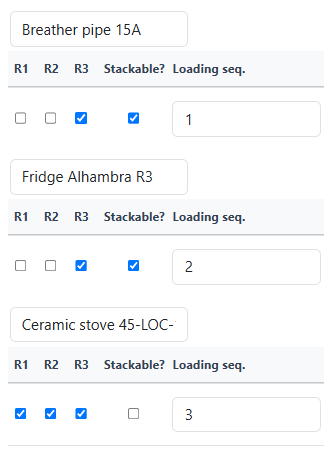 Breather pipe 15A
R1 R2 R3 Stackable? Loading seq.
1
Fridge Alhambra R3
R1 R2 R3 Stackable? Loading seq.
2
Ceramic stove 45-LOC-
R1 R2 R3 Stackable? Loading seq.
3